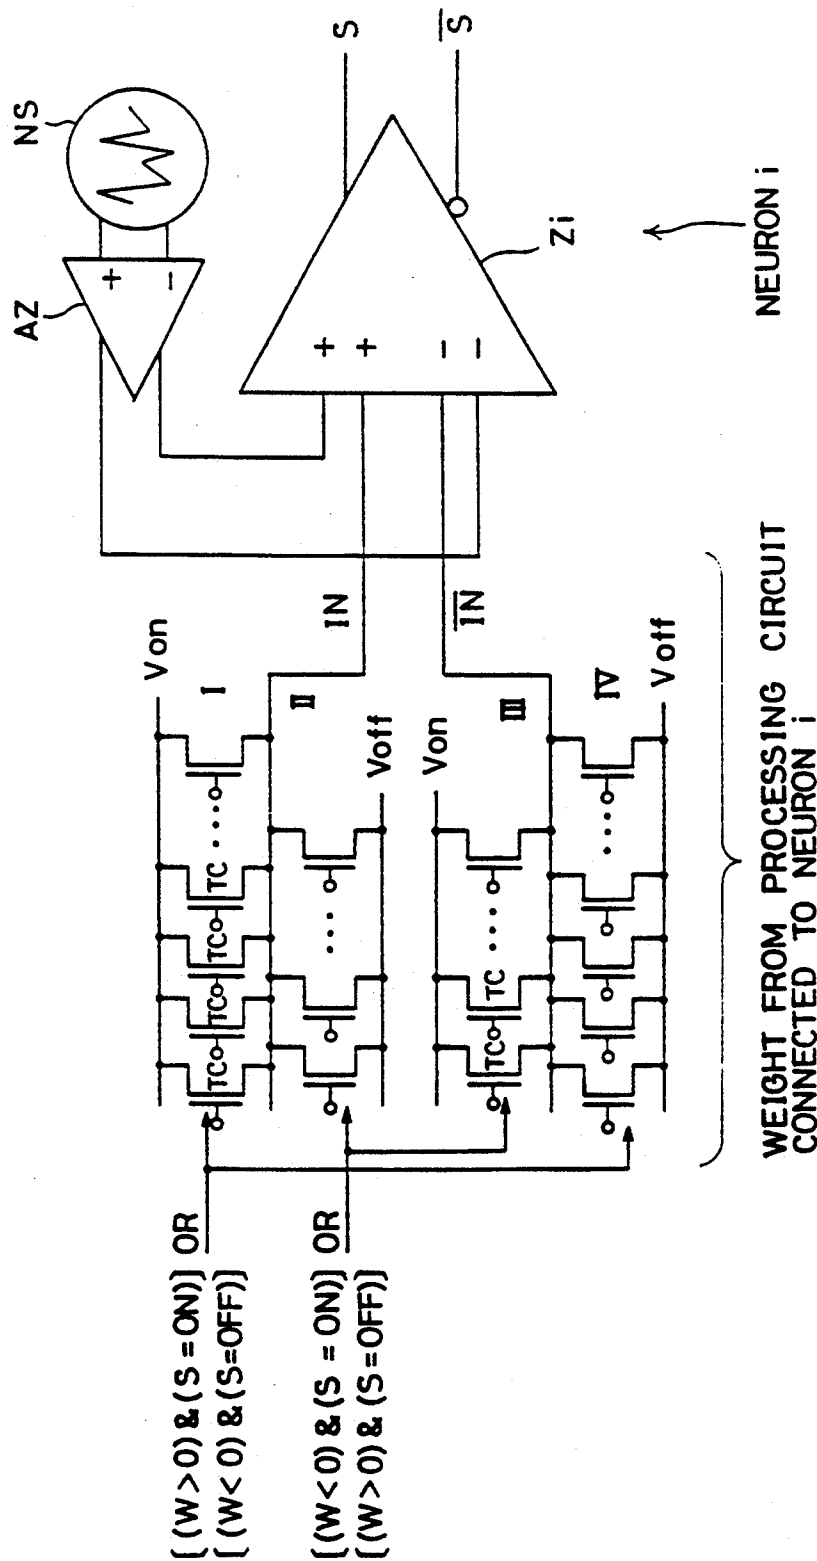 NS
AZ
+
−
S
S̅
+
+
−
−
Zi
NEURON i
Von
I
IN
II
Voff
Von
I̅N̅
III
IV
Voff
TC
TC
TC
TC
....
...
TC
TC
...
...
[(W>0)&(S=ON)] OR
[(W<0)&(S=OFF)]
[(W<0)&(S=ON)] OR
[(W>0)&(S=OFF)]
WEIGHT FROM PROCESSING CIRCUIT
CONNECTED TO NEURON i